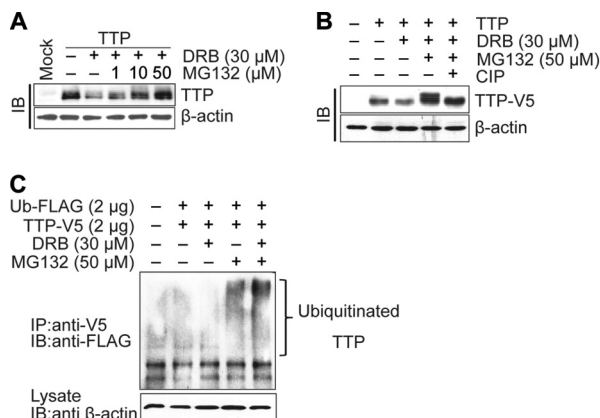 A
TTP
Mock – + + + + DRB (30 µM)
– – 1 10 50 MG132 (µM)
IB TTP
β-actin
B
– + + + + TTP
– – + + + DRB (30 µM)
– – – + + MG132 (50 µM)
+ CIP
IB TTP-V5
β-actin
C
Ub-FLAG (2 µg) – + + + +
TTP-V5 (2 µg) – + + + +
DRB (30 µM) – – + – +
MG132 (50 µM) – – – + +
Ubiquitinated
IP:anti-V5
IB:anti-FLAG
TTP
Lysate
IB:anti β-actin